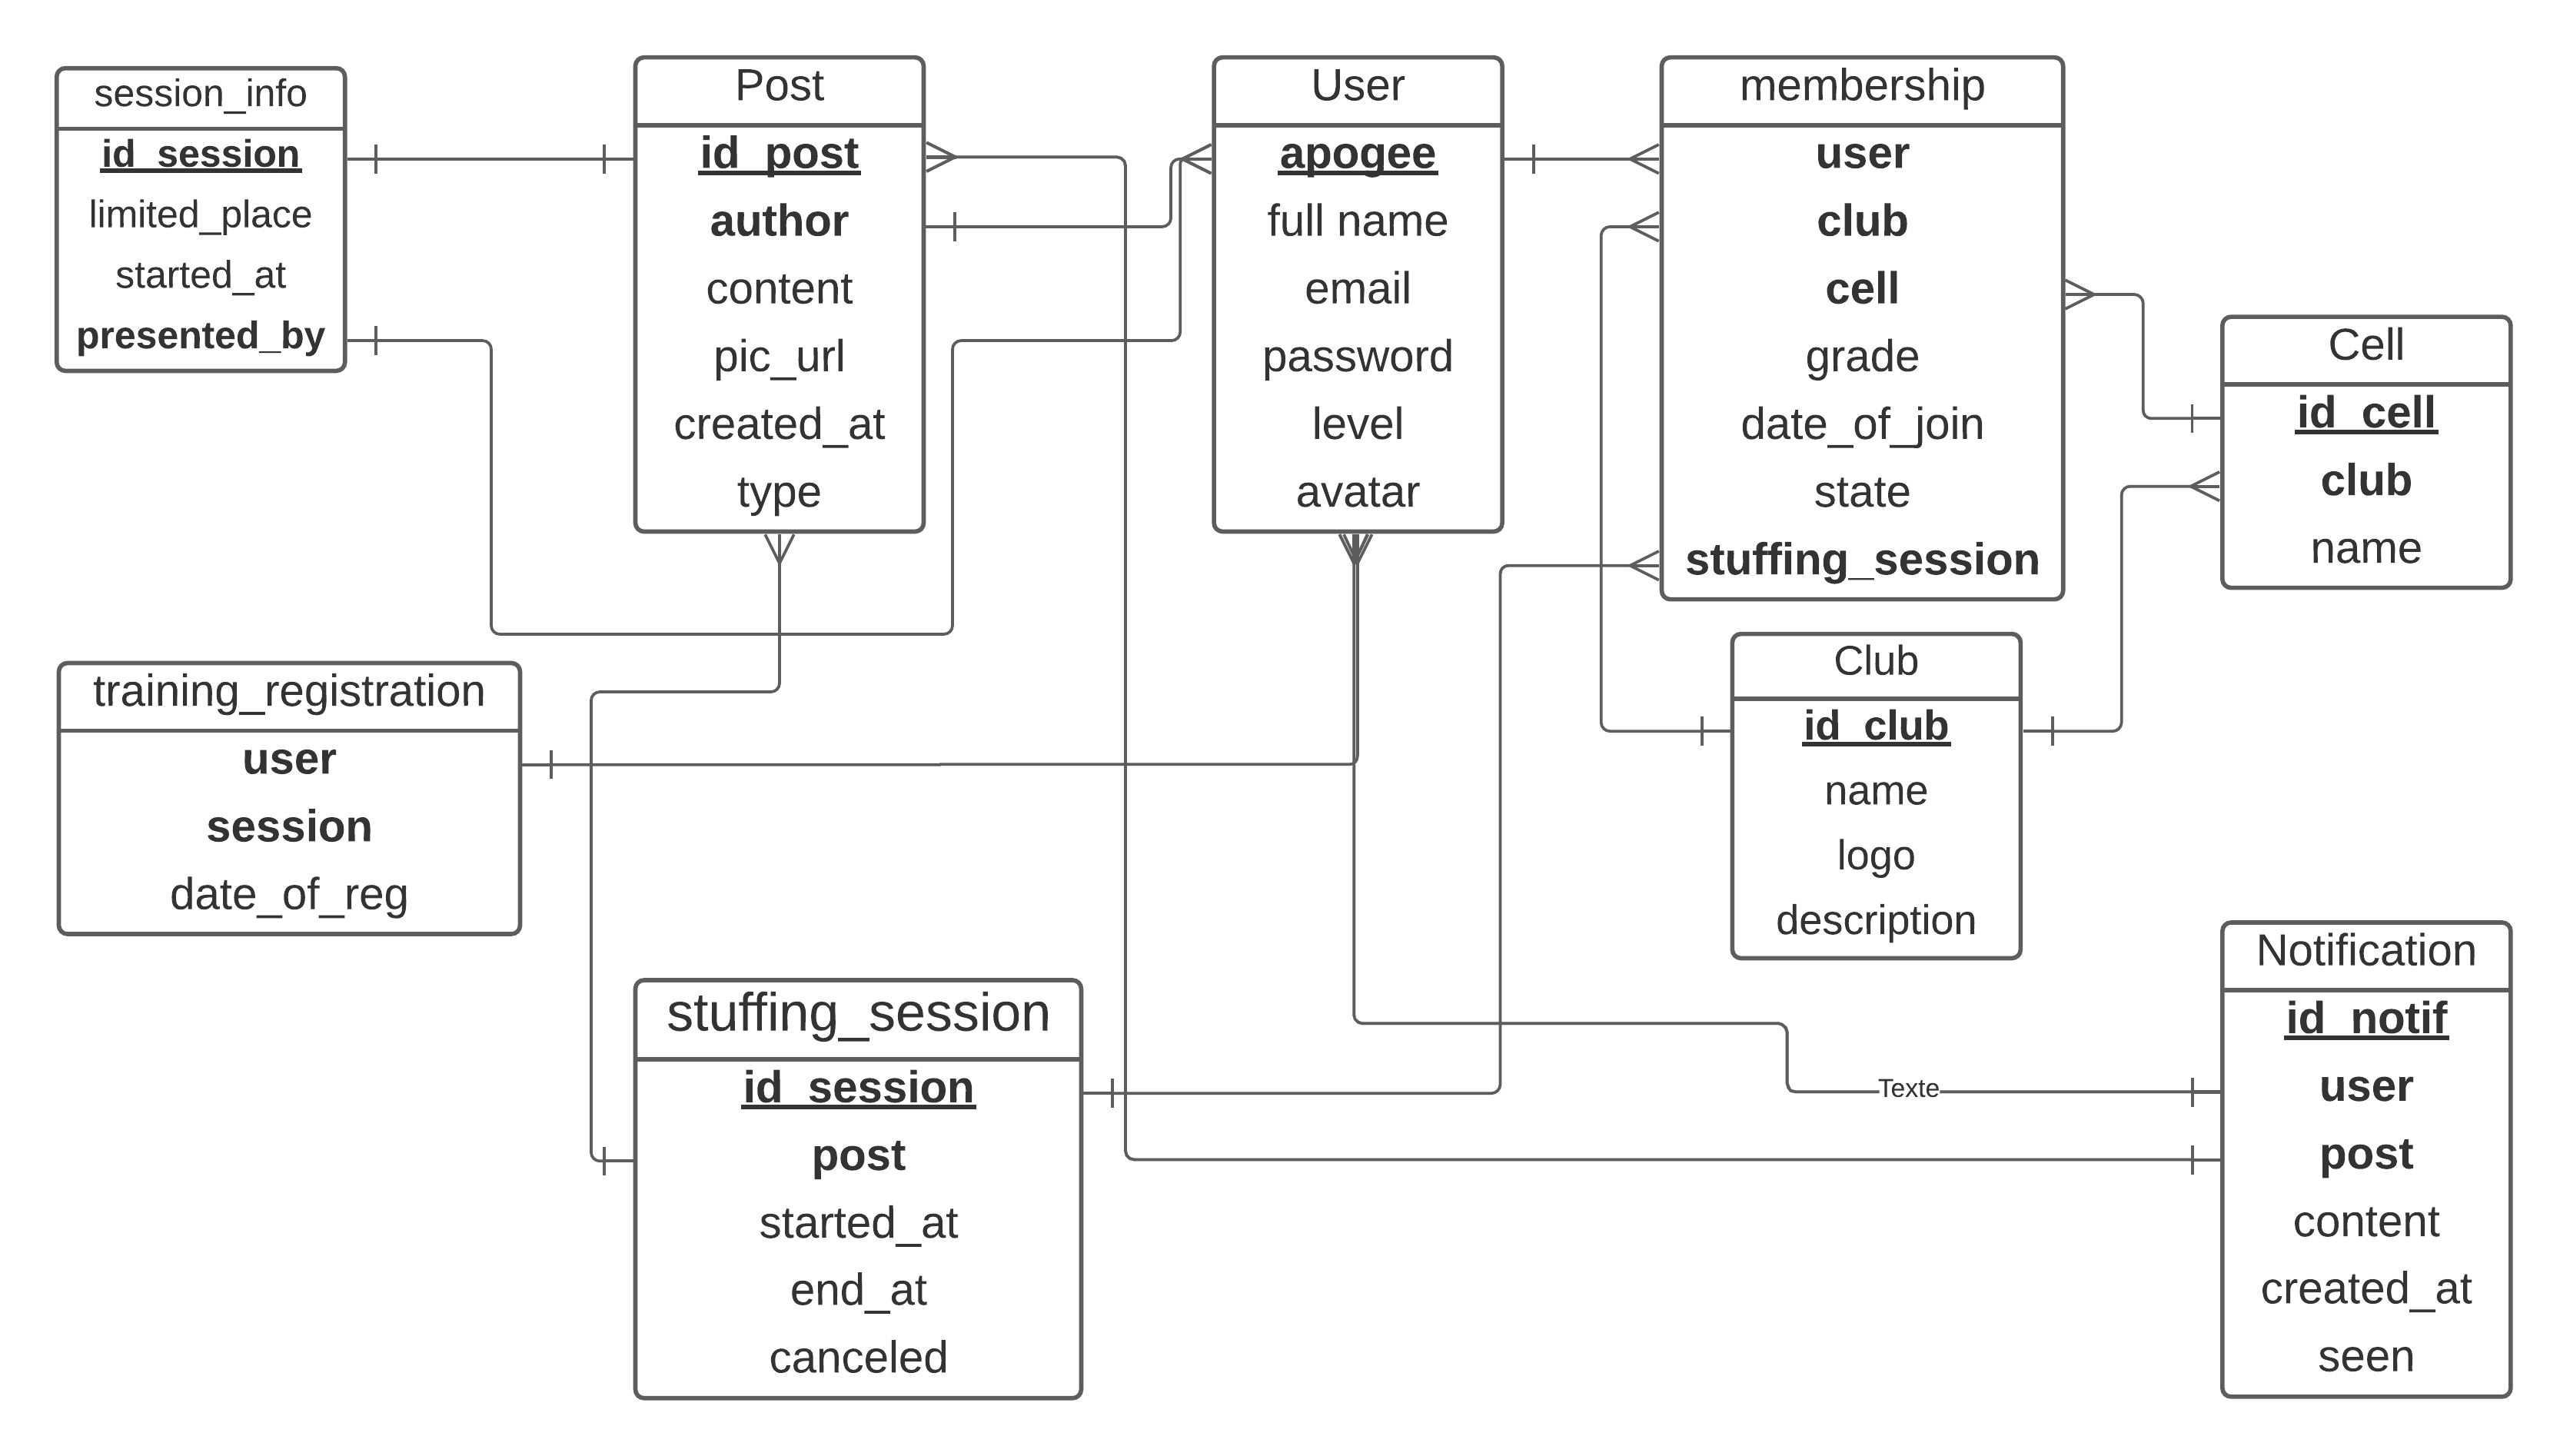 session_info
id_session
limited_place
started_at
presented_by
Post
id_post
author
content
pic_url
created_at
type
User
apogee
full name
email
password
level
avatar
membership
user
club
cell
grade
date_of_join
state
stuffing_session
Cell
id_cell
club
name
training_registration
user
session
date_of_reg
Club
id_club
name
logo
description
stuffing_session
id_session
post
started_at
end_at
canceled
Texte
Notification
id_notif
user
post
content
created_at
seen